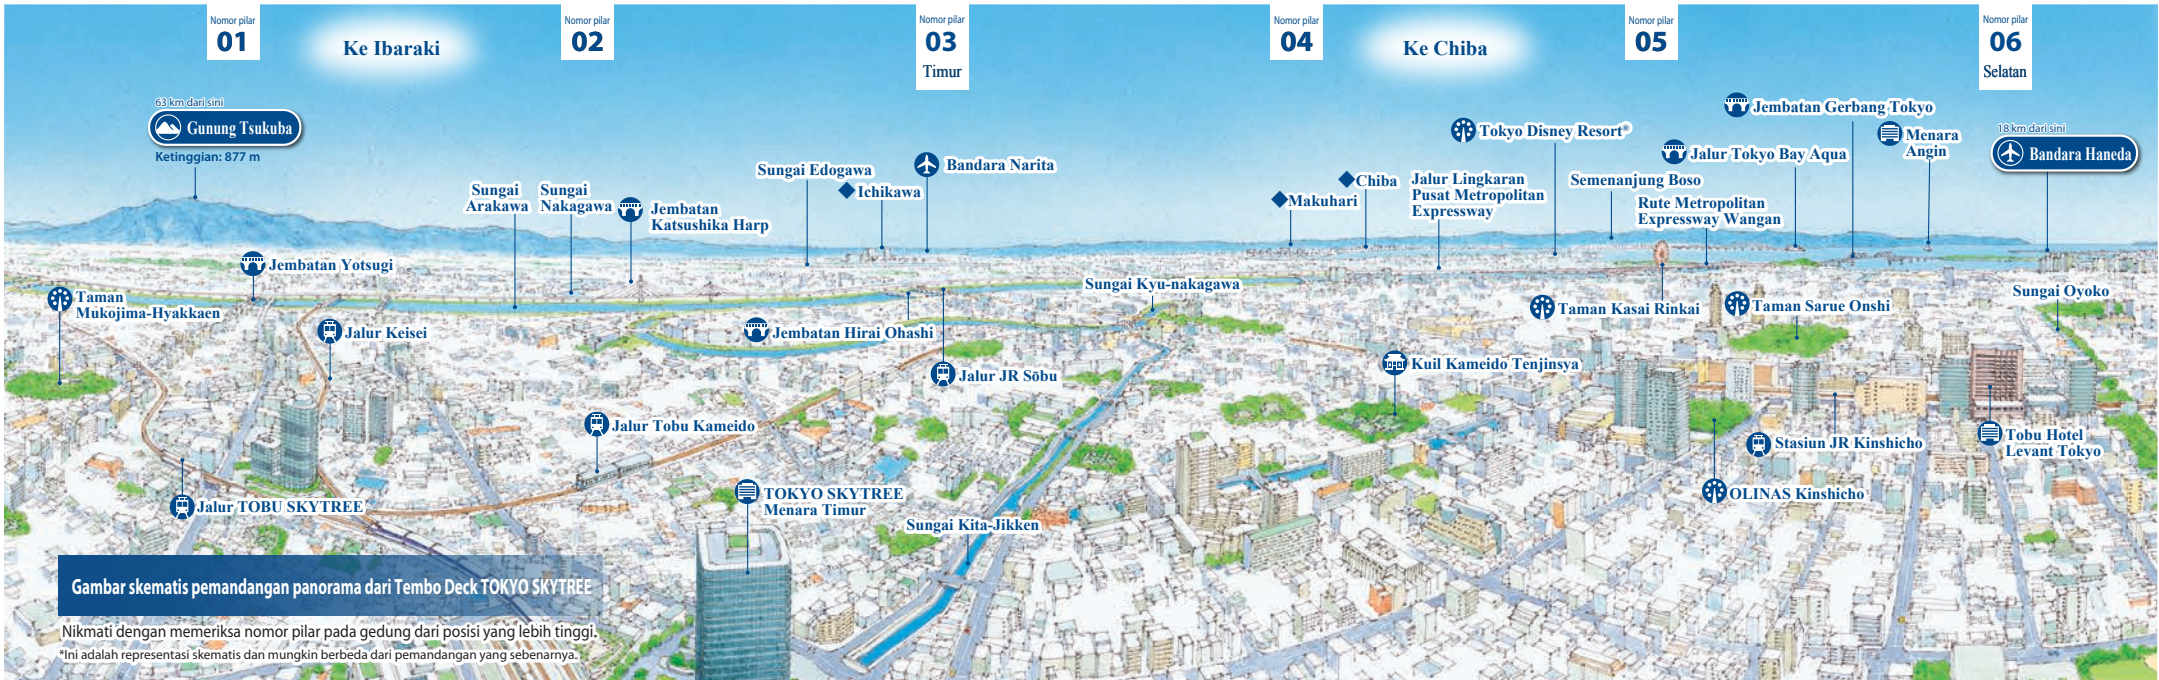 Nomor pilar
01
Ke Ibaraki
Nomor pilar
02
Nomor pilar
03
Timur
Nomor pilar
04
Ke Chiba
Nomor pilar
05
Nomor pilar
06
Selatan
63 km dari sini
Gunung Tsukuba
Ketinggian: 877 m
Sungai
Arakawa
Sungai
Nakagawa
Jembatan
Katsushika Harp
Sungai Edogawa
Ichikawa
Bandara Narita
Makuhari
Chiba
Jalur Lingkaran
Pusat Metropolitan
Expressway
Tokyo Disney Resort®
Semenanjung Boso
Rute Metropolitan
Expressway Wangan
Jalur Tokyo Bay Aqua
Jembatan Gerbang Tokyo
Menara
Angin
18 km dari sini
Bandara Haneda
Jembatan Yotsugi
Taman
Mukojima-Hyakkaen
Jalur Keisei
Jembatan Hirai Ohashi
Sungai Kyu-nakagawa
Taman Kasai Rinkai
Taman Sarue Onshi
Sungai Oyoko
Jalur JR Sōbu
Kuil Kameido Tenjinsya
Jalur Tobu Kameido
Stasiun JR Kinshicho
Tobu Hotel
Levant Tokyo
Jalur TOBU SKYTREE
TOKYO SKYTREE
Menara Timur
Sungai Kita-Jikken
OLINAS Kinshicho
Gambar skematis pemandangan panorama dari Tembo Deck TOKYO SKYTREE
Nikmati dengan memeriksa nomor pilar pada gedung dari posisi yang lebih tinggi.
*Ini adalah representasi skematis dan mungkin berbeda dari pemandangan yang sebenarnya.